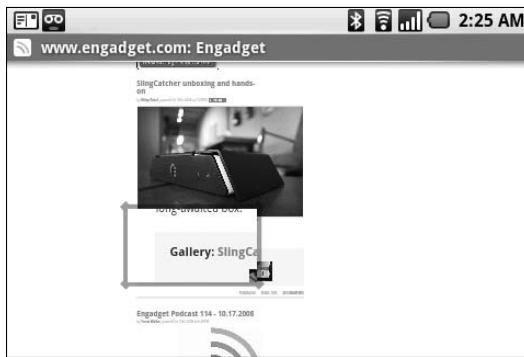 2:25 AM
www.engadget.com: Engadget
SlingCatcher unboxing and hands-
on
long-awaited box.
Gallery: SlingCa
Engadget Podcast 114 - 10.17.2008